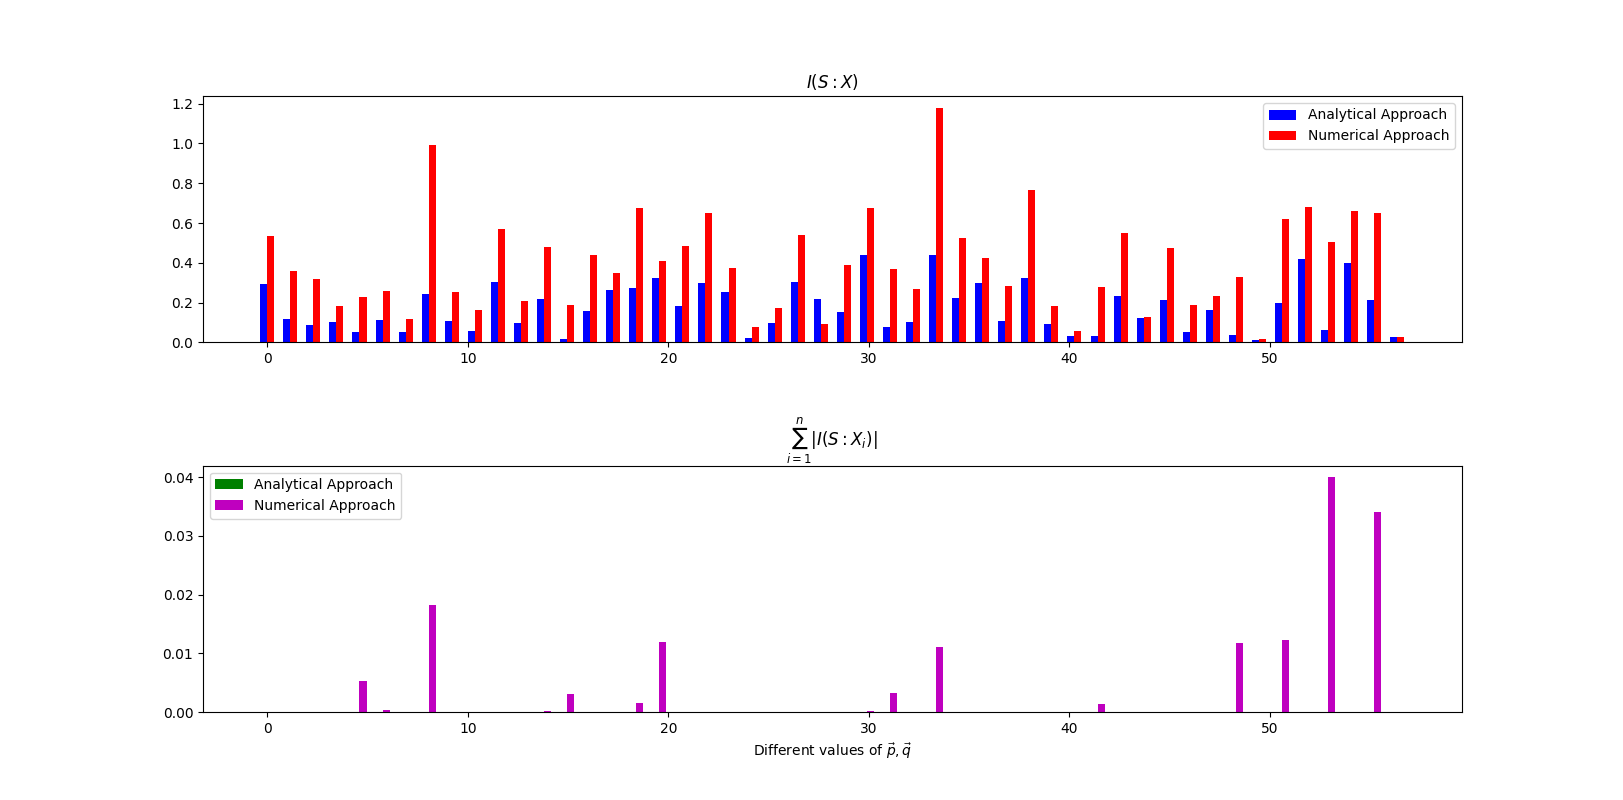 I(S : X)
1.2
1.0
0.8
0.6
0.4
0.2
0.0
Analytical Approach
Numerical Approach
0 10 20 30 40 50
∑_{i=1}^{n} |I(S : X_i)|
0.04
0.03
0.02
0.01
0.00
Analytical Approach
Numerical Approach
0 10 20 30 40 50
Different values of p⃗, q⃗